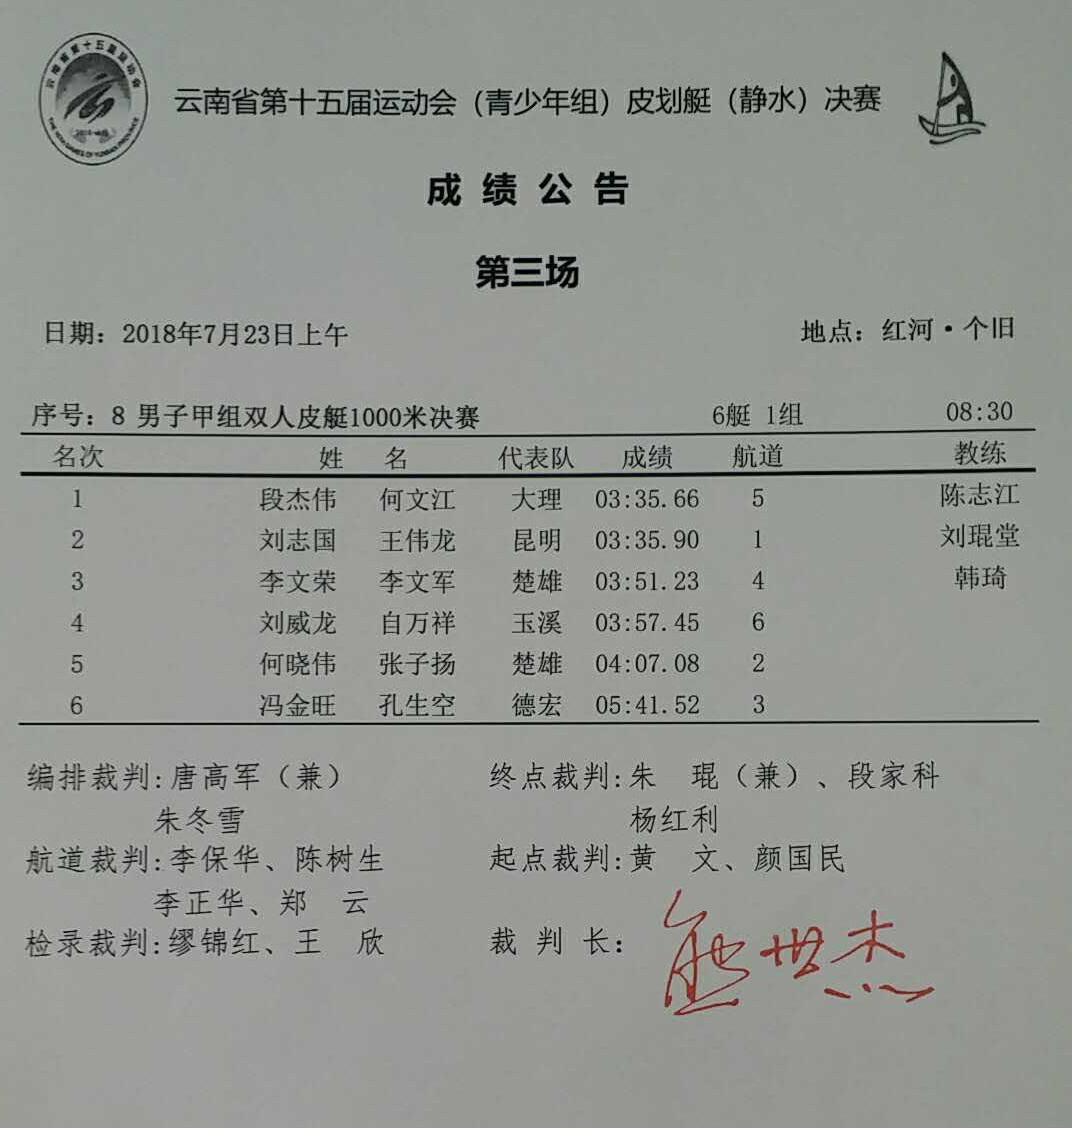 云南省第十五届运动会（青少年组）皮划艇（静水）决赛
成绩公告
第三场
日期：2018年7月23日上午 地点：红河·个旧
序号：8 男子甲组双人皮艇1000米决赛 6艇 1组 08:30
名次 姓 名 代表队 成绩 航道 教练
1 段杰伟 何文江 大理 03:35.66 5 陈志江
2 刘志国 王伟龙 昆明 03:35.90 1 刘琨堂
3 李文荣 李文军 楚雄 03:51.23 4 韩琦
4 刘威龙 自万祥 玉溪 03:57.45 6
5 何晓伟 张子扬 楚雄 04:07.08 2
6 冯金旺 孔生空 德宏 05:41.52 3
编排裁判:唐高军（兼） 终点裁判:朱 琨（兼）、段家科
朱冬雪 杨红利
航道裁判:李保华、陈树生 起点裁判:黄 文、颜国民
李正华、郑 云
检录裁判:缪锦红、王 欣 裁 判 长：熊世杰